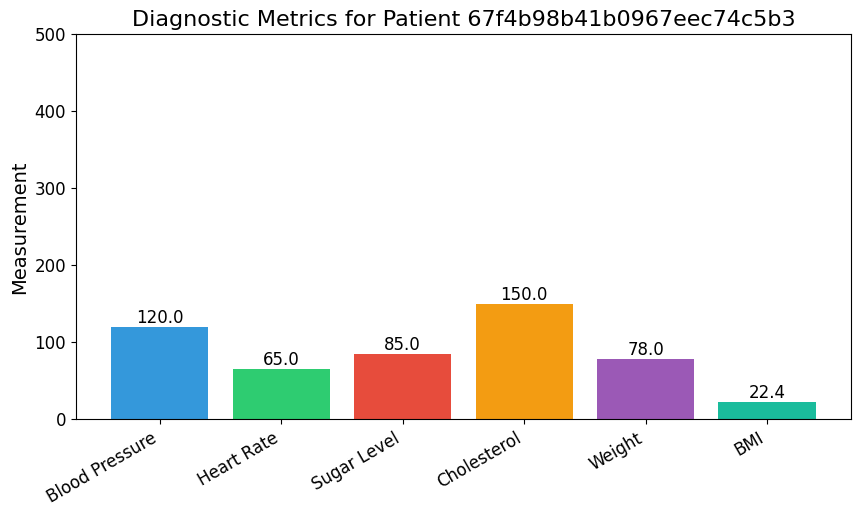 Diagnostic Metrics for Patient 67f4b98b41b0967eec74c5b3
500
400
300
200
100
0
Measurement
120.0
65.0
85.0
150.0
78.0
22.4
Blood Pressure
Heart Rate
Sugar Level
Cholesterol
Weight
BMI